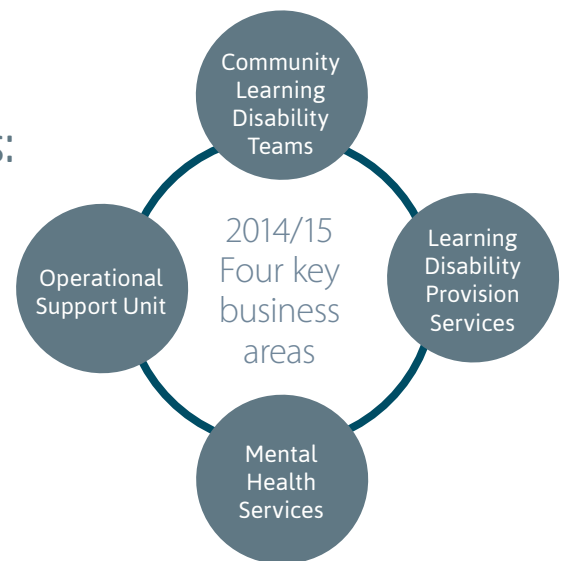 Community
Learning
Disability
Teams
2014/15
Four key
business
areas
Learning
Disability
Provision
Services
Operational
Support Unit
Mental
Health
Services